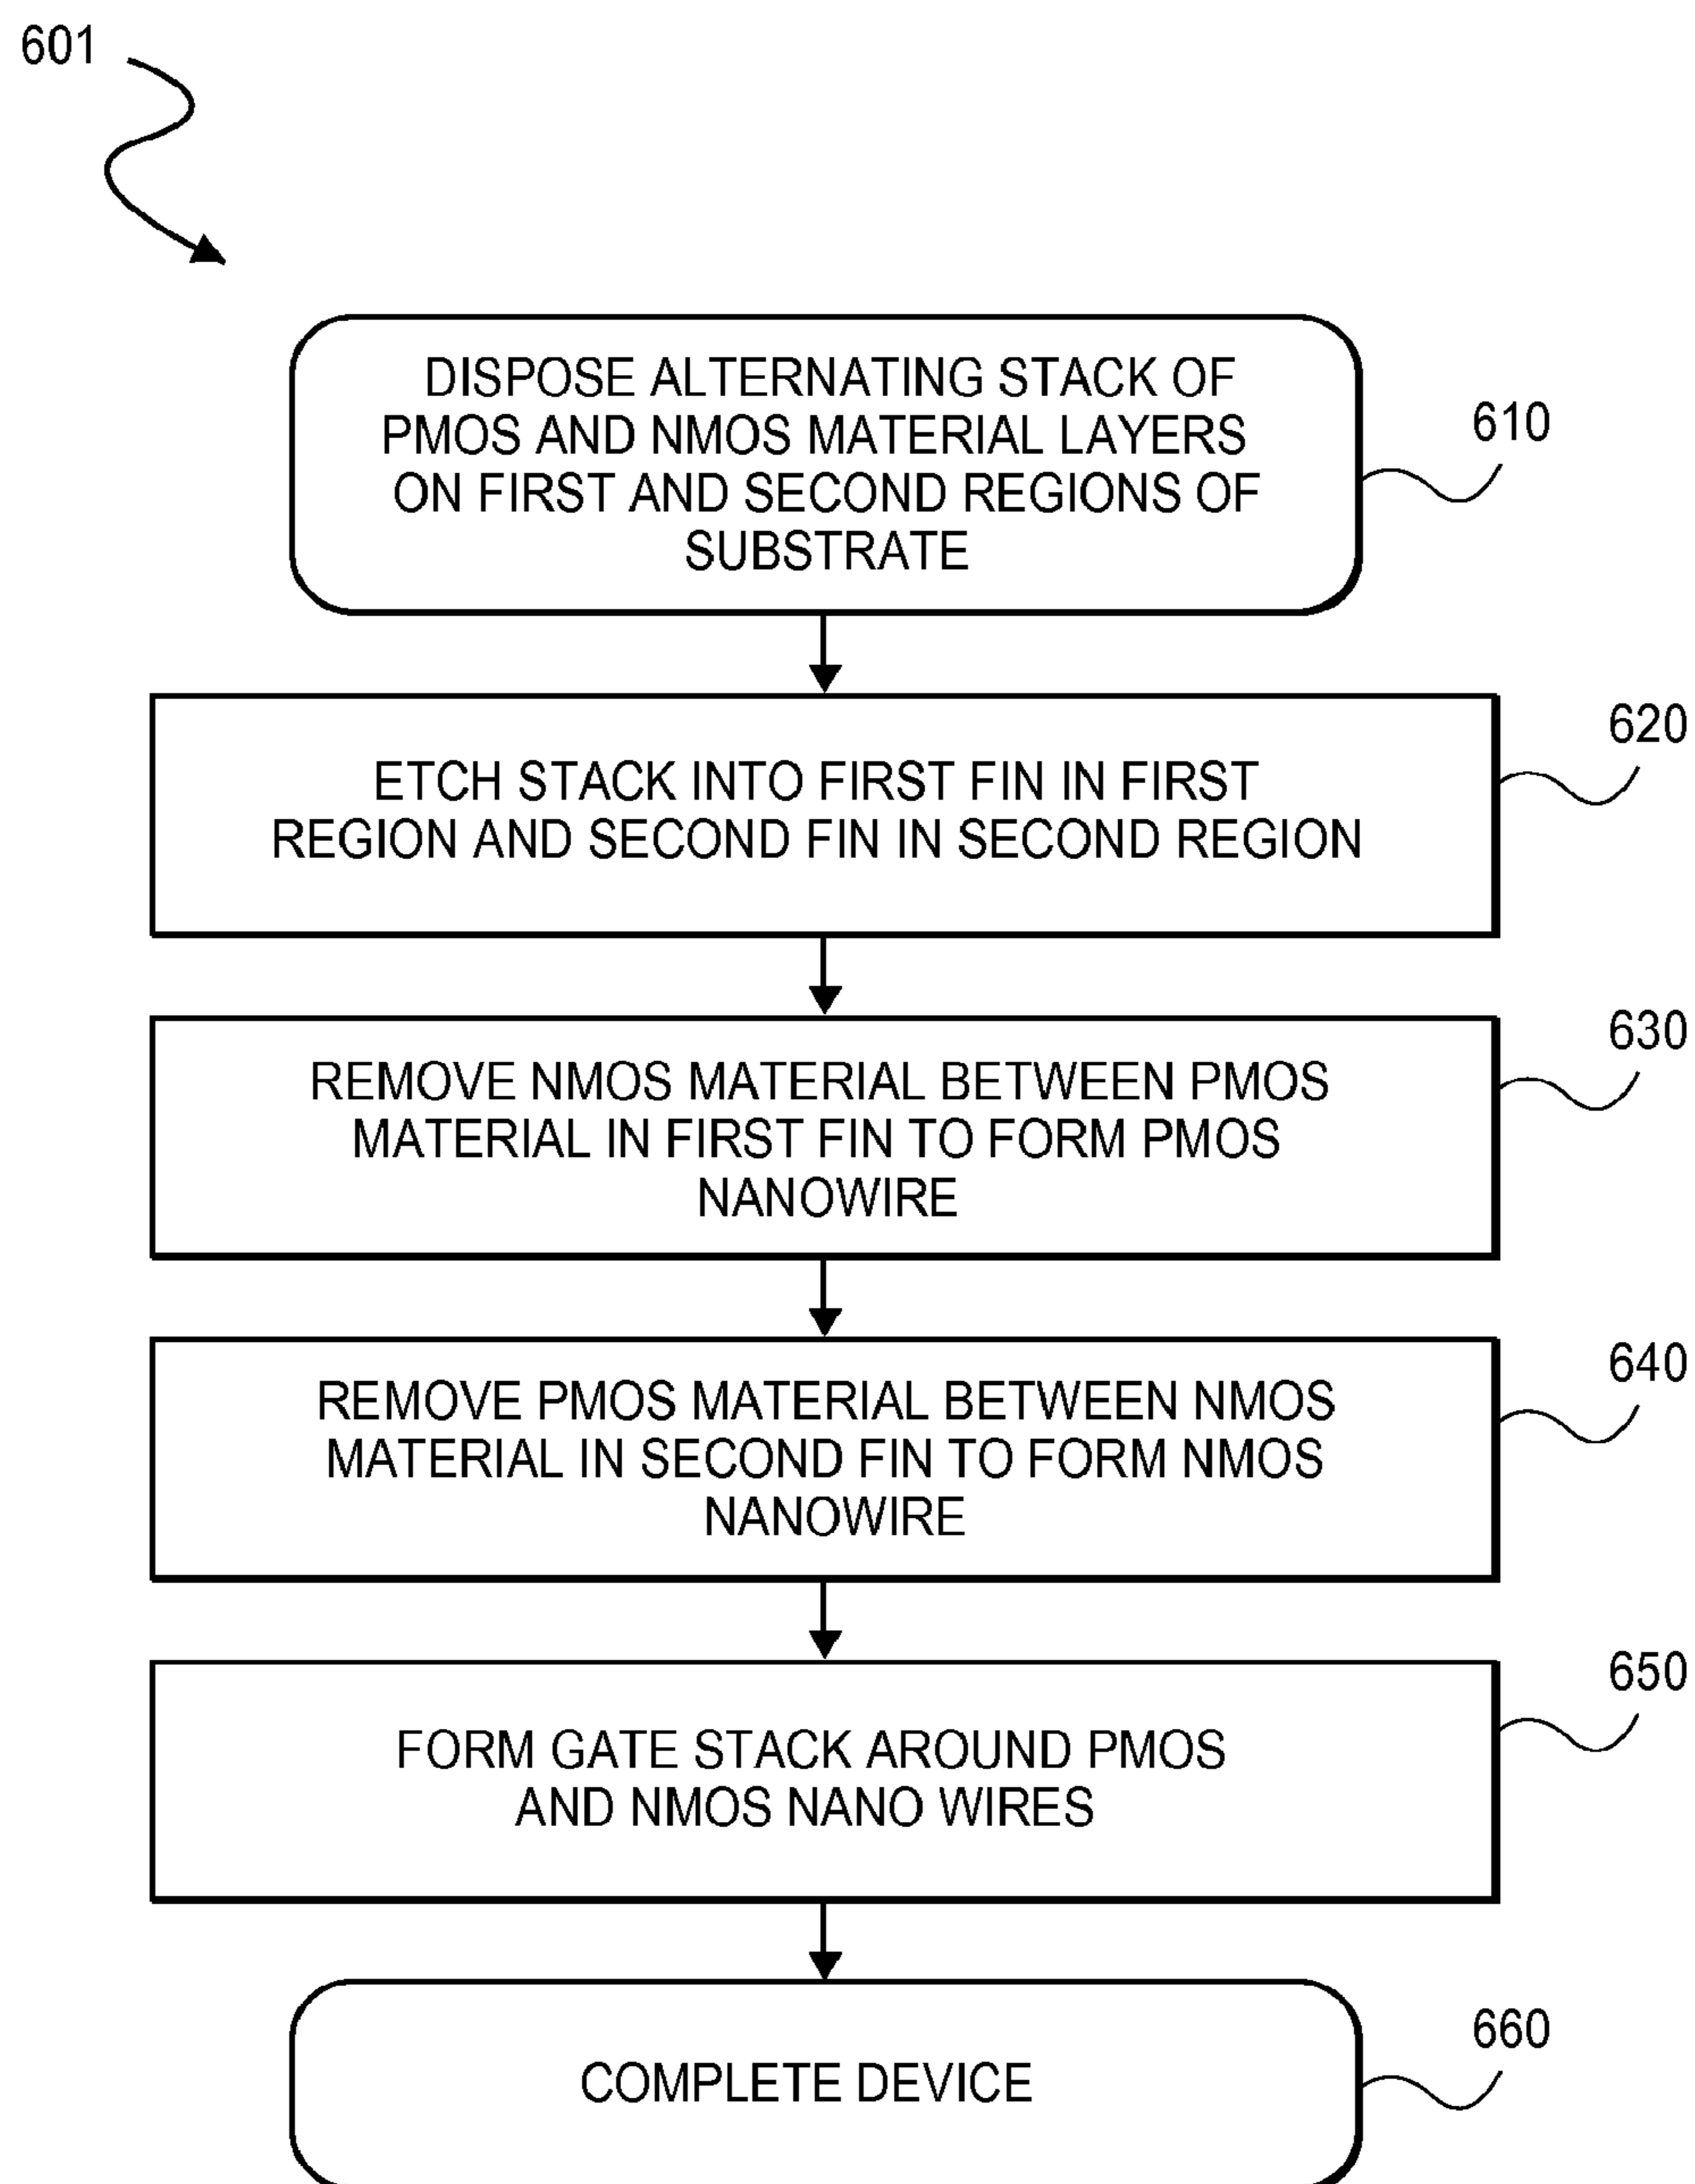 601
DISPOSE ALTERNATING STACK OF
PMOS AND NMOS MATERIAL LAYERS
ON FIRST AND SECOND REGIONS OF
SUBSTRATE
610
ETCH STACK INTO FIRST FIN IN FIRST
REGION AND SECOND FIN IN SECOND REGION
620
REMOVE NMOS MATERIAL BETWEEN PMOS
MATERIAL IN FIRST FIN TO FORM PMOS
NANOWIRE
630
REMOVE PMOS MATERIAL BETWEEN NMOS
MATERIAL IN SECOND FIN TO FORM NMOS
NANOWIRE
640
FORM GATE STACK AROUND PMOS
AND NMOS NANO WIRES
650
COMPLETE DEVICE
660